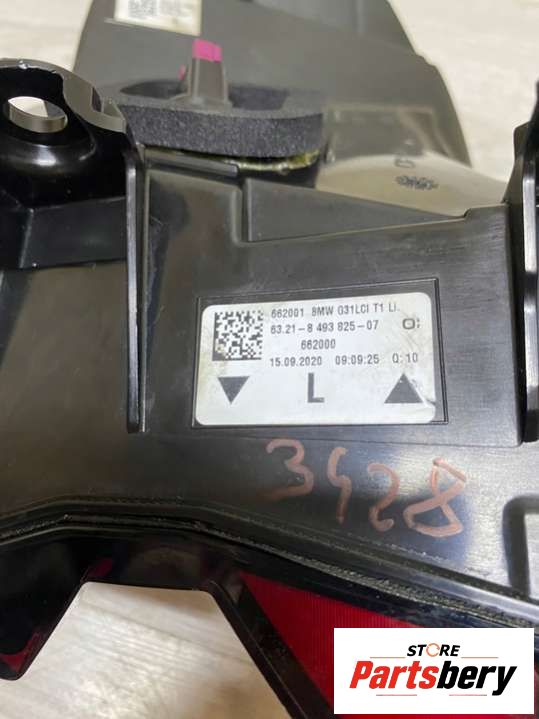 662001 BMW G31LCI T1 LI
63.21-8 493 825-07 O:
662000
15.09.2020 09:09:25 Q:10
L
3428
STORE
Partsbery